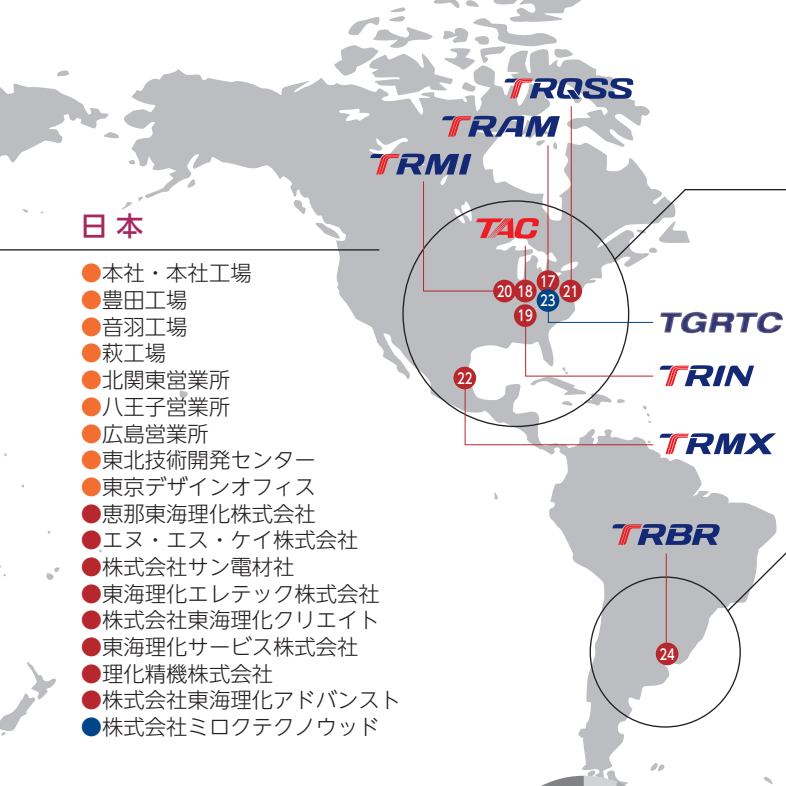 TRQSS
TRAM
TRMI
TAC
17
20
18
21
23
19
TGRTC
TRIN
22
TRMX
TRBR
24
日本
●本社・本社工場
●豊田工場
●音羽工場
●萩工場
●北関東営業所
●八王子営業所
●広島営業所
●東北技術開発センター
●東京デザインオフィス
●恵那東海理化株式会社
●エヌ・エス・ケイ株式会社
●株式会社サン電材社
●東海理化エレテック株式会社
●株式会社東海理化クリエイト
●東海理化サービス株式会社
●理化精機株式会社
●株式会社東海理化アドバンスト
●株式会社ミロクテクノウッド